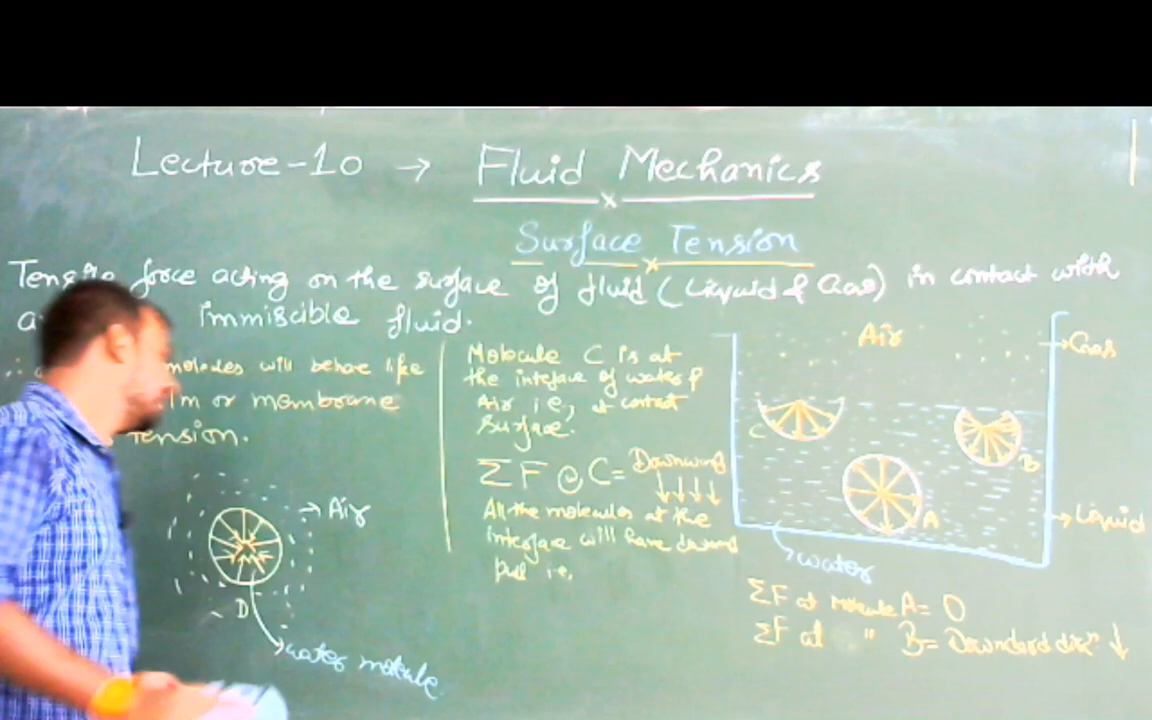 Lecture-10 → Fluid Mechanics
Surface Tension
force acting on the surface of fluid (Liquid & Gas) in contact with
immiscible fluid.
will behave like
or membrane
tension.
→ Air
D
water molecule
Molecule C is at
the interface of water &
Air i.e, at contact
surface.
ΣF @ C = Downward
↓↓↓↓
All the molecules at the
interface will have downward
pull i.e,
Air
→ Gas
C
B
A
→ Liquid
→ water
ΣF at molecule A = 0
ΣF at " B = Downdard dirⁿ ↓